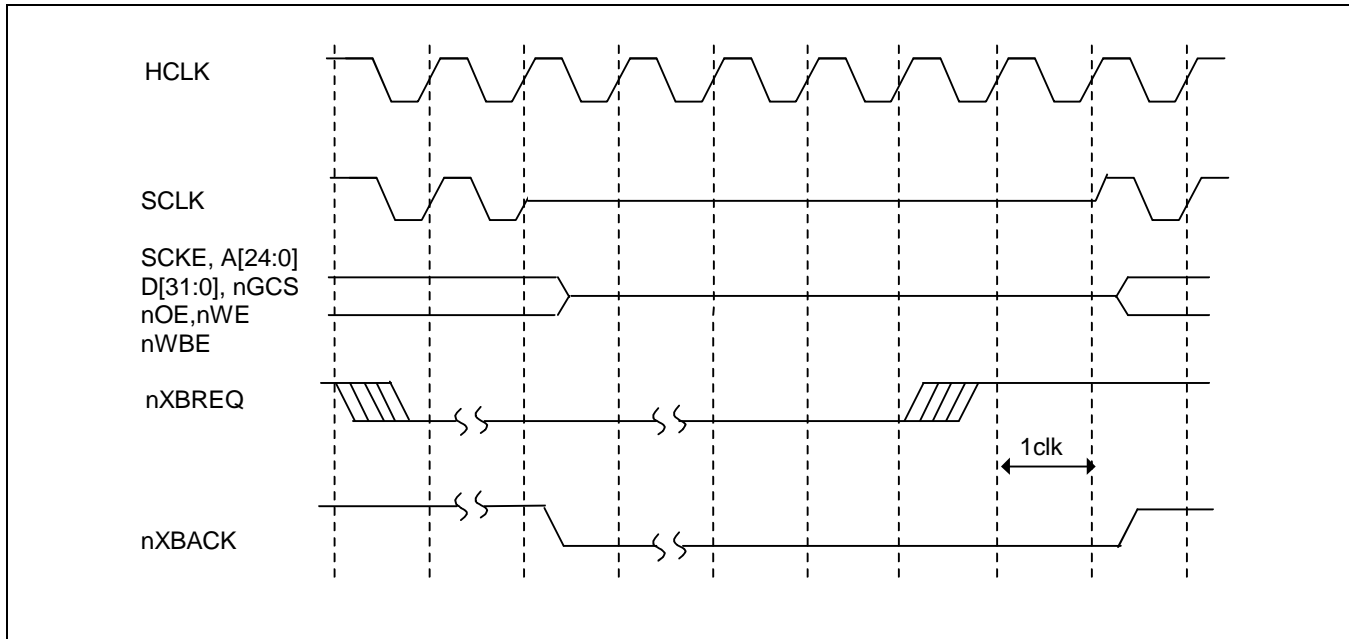 HCLK
SCLK
SCKE, A[24:0]
D[31:0], nGCS
nOE,nWE
nWBE
nXBREQ
1clk
nXBACK